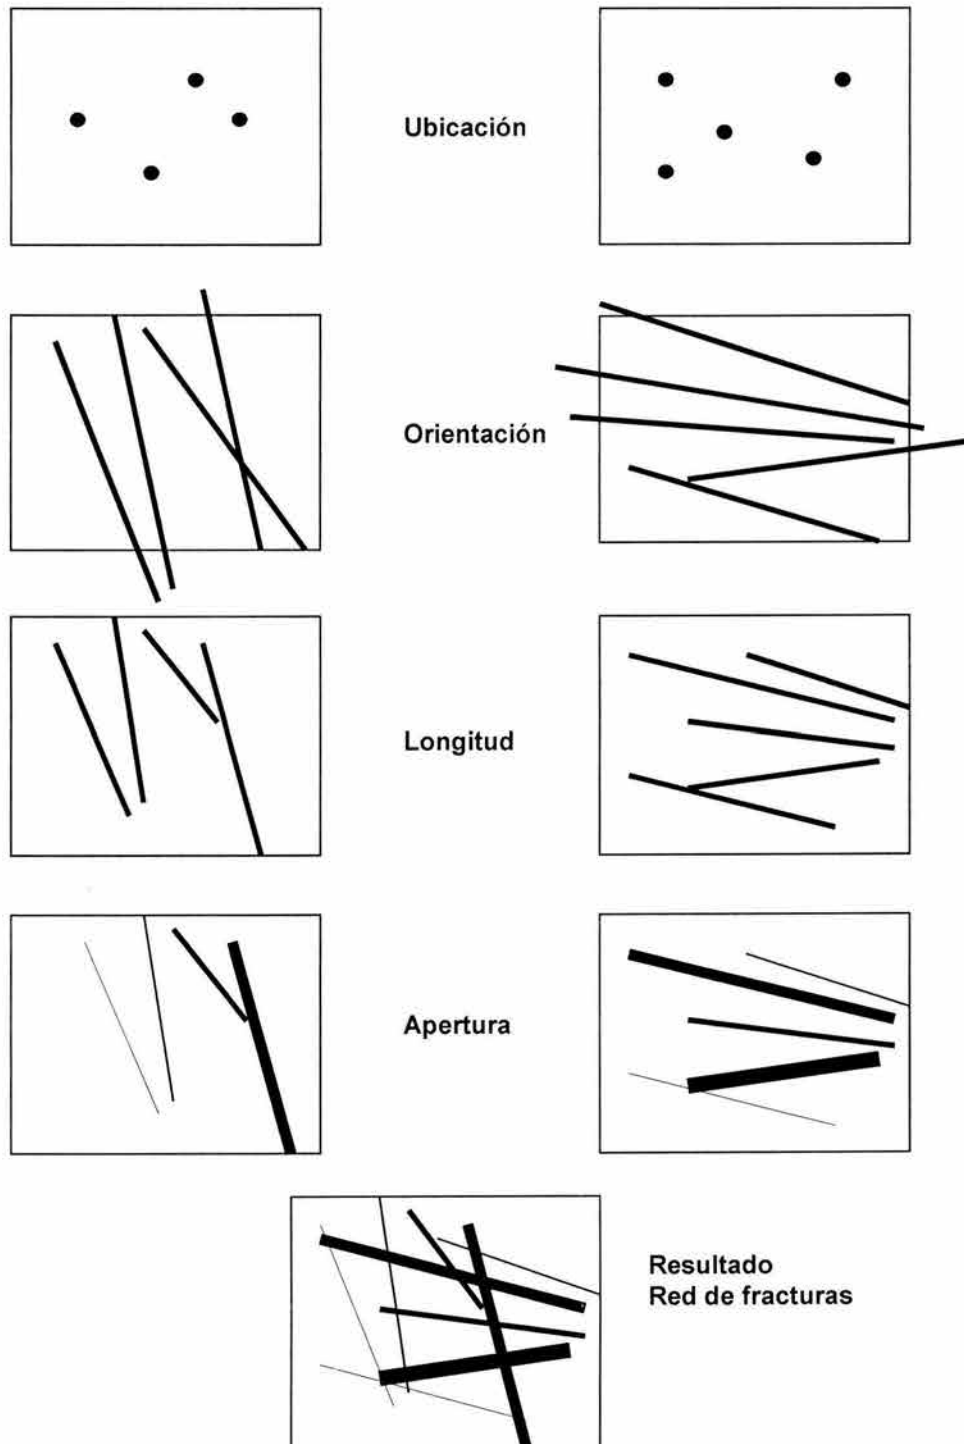 Ubicación
Orientación
Longitud
Apertura
Resultado
Red de fracturas